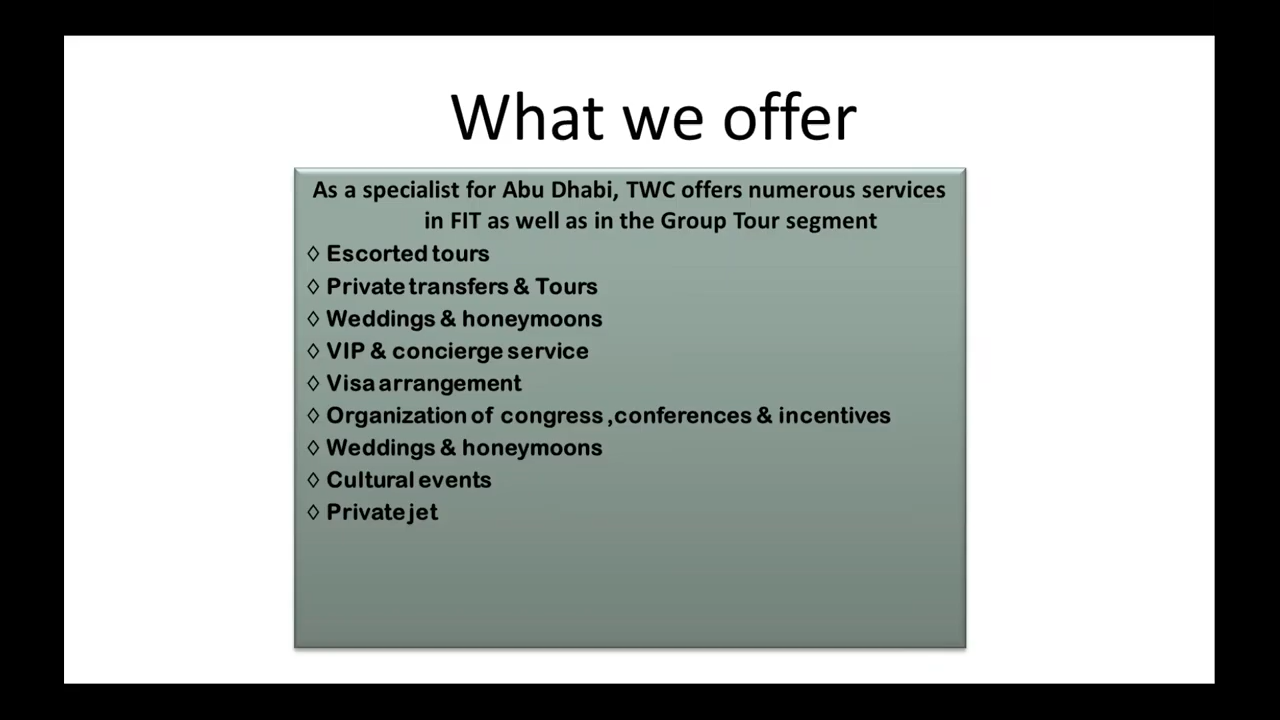 What we offer
As a specialist for Abu Dhabi, TWC offers numerous services
in FIT as well as in the Group Tour segment
◊ Escorted tours
◊ Private transfers & Tours
◊ Weddings & honeymoons
◊ VIP & concierge service
◊ Visa arrangement
◊ Organization of congress ,conferences & incentives
◊ Weddings & honeymoons
◊ Cultural events
◊ Private jet